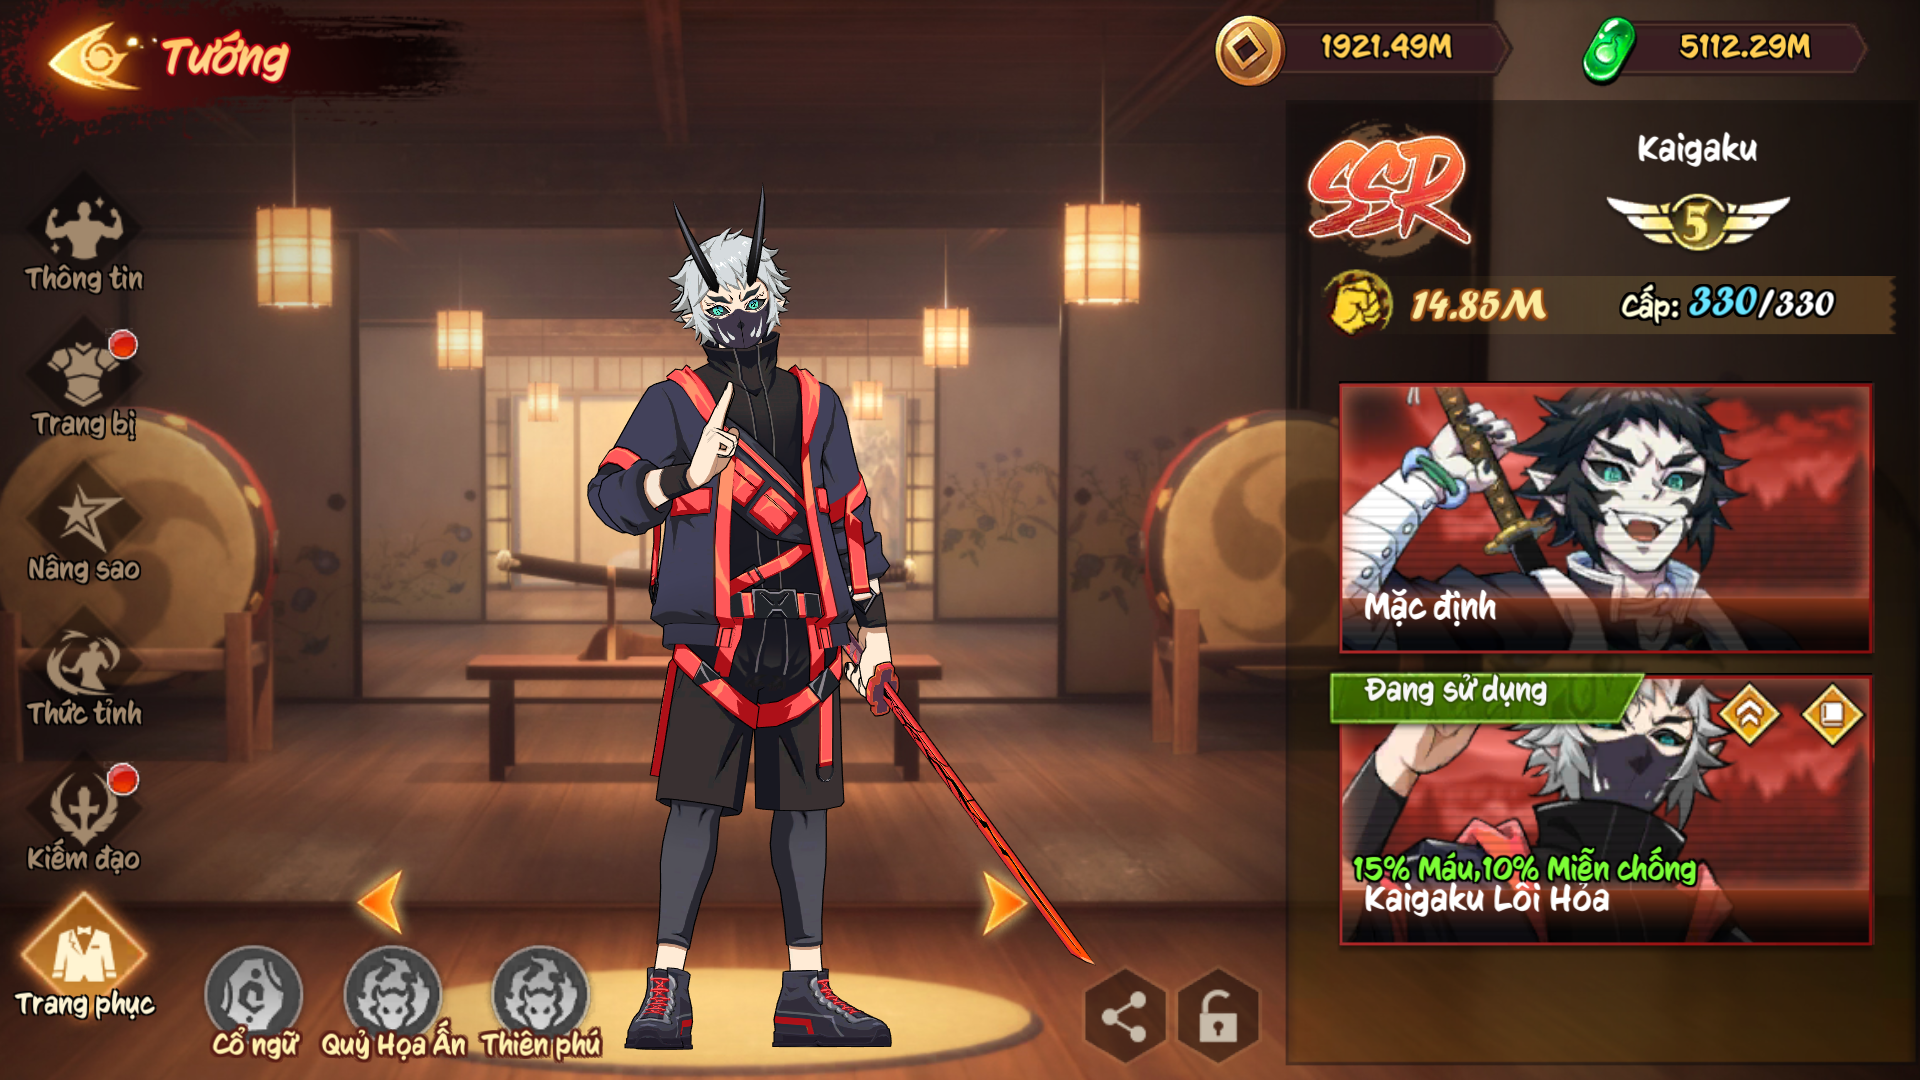 Tướng
1921.49M
5112.29M
Thông tin
Trang bị
Nâng sao
Thức tỉnh
Kiếm đạo
Trang phục
Cổ ngữ
Quỷ Họa Ấn
Thiên phú
SSR
Kaigaku
5
14.85M
Cấp: 330/330
Mặc định
Đang sử dụng
15% Máu,10% Miễn chống
Kaigaku Lôi Hỏa